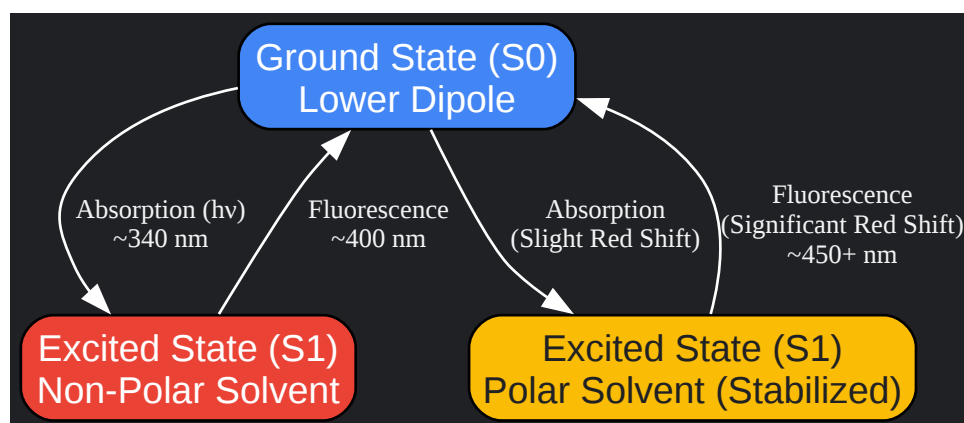 Ground State (S0)
Lower Dipole
Absorption (hν)
~340 nm
Fluorescence
~400 nm
Absorption
(Slight Red Shift)
Fluorescence
(Significant Red Shift)
~450+ nm
Excited State (S1)
Non-Polar Solvent
Excited State (S1)
Polar Solvent (Stabilized)